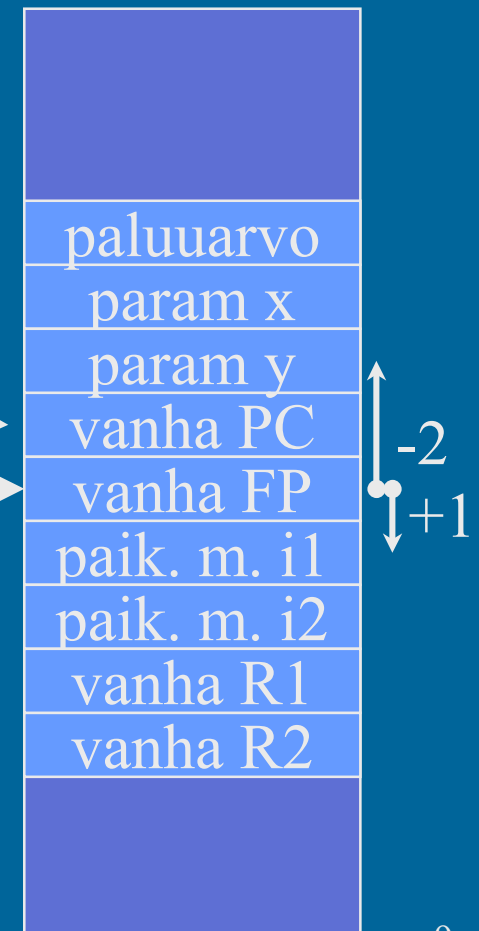 paluuarvo
param x
param y
vanha PC
-2
vanha FP
+1
paik. m. i1
paik. m. i2
vanha R1
vanha R2